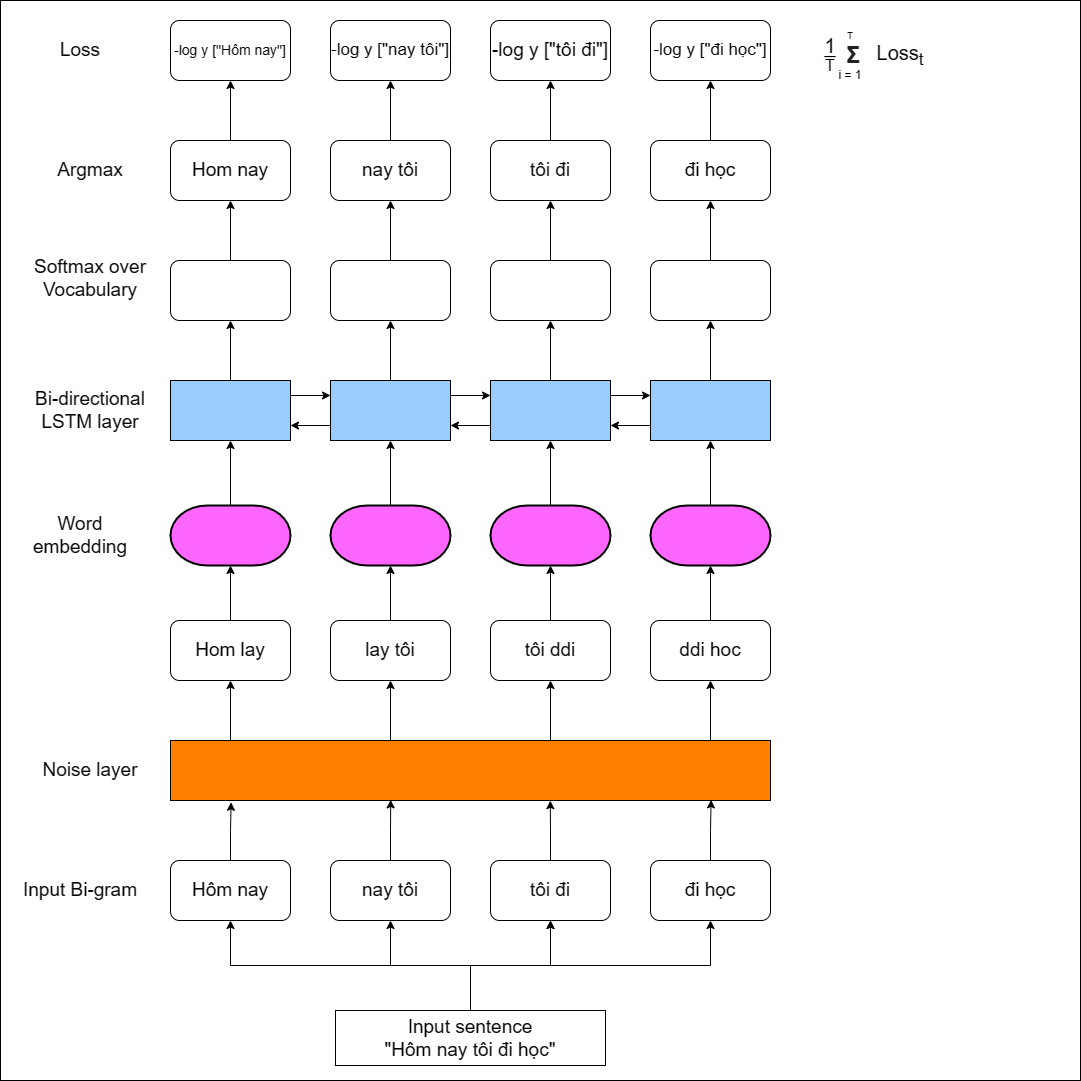 Loss
-log y ["Hôm nay"]
-log y ["nay tôi"]
-log y ["tôi đi"]
-log y ["đi học"]
1/T T Σ i = 1 Loss_t
Argmax
Hom nay
nay tôi
tôi đi
đi học
Softmax over
Vocabulary
Bi-directional
LSTM layer
Word
embedding
Hom lay
lay tôi
tôi ddi
ddi hoc
Noise layer
Input Bi-gram
Hôm nay
nay tôi
tôi đi
đi học
Input sentence
"Hôm nay tôi đi học"